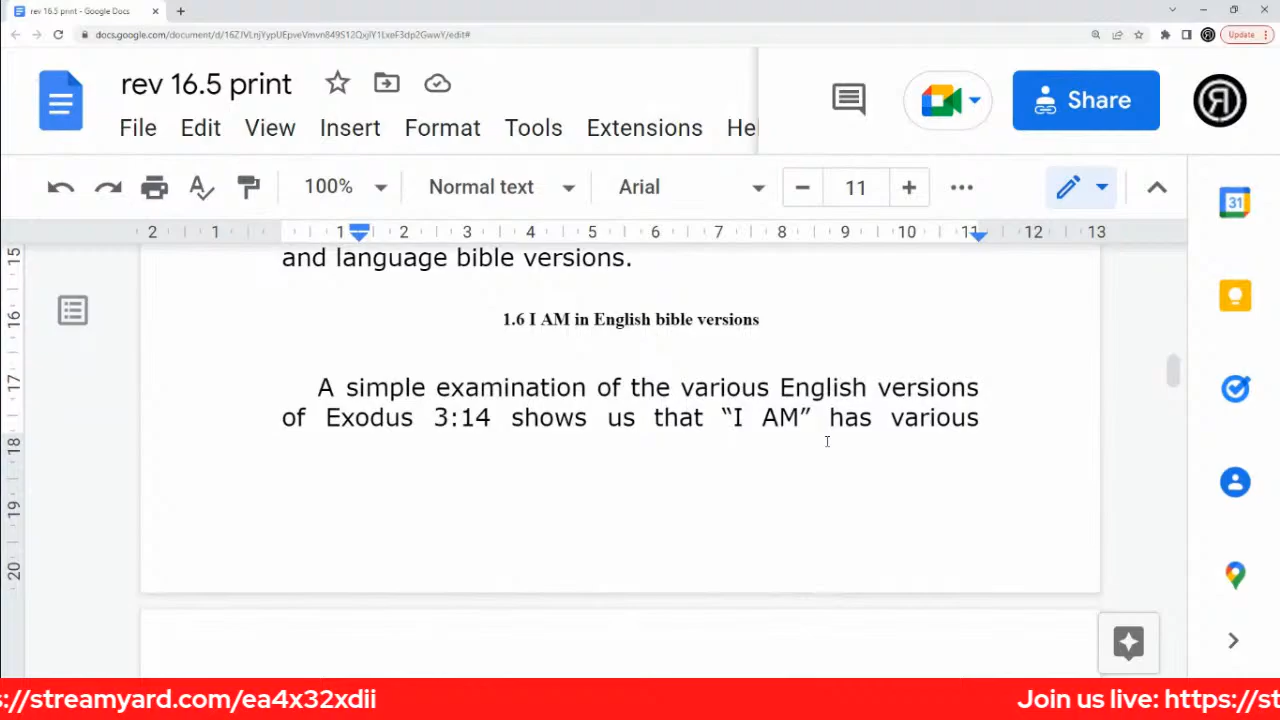 rev 16.5 print - Google Docs
docs.google.com/document/d/16ZJVLnjYypUEpveVmvn849S12QxjlY1LxeF3dp2GwwY/edit#
Update
rev 16.5 print
Share
File Edit View Insert Format Tools Extensions He
100% Normal text Arial 11
2 1 1 2 3 4 5 6 7 8 9 10 11 12 13
15
16
17
18
19
20
31
and language bible versions.
1.6 I AM in English bible versions
A simple examination of the various English versions
of Exodus 3:14 shows us that “I AM” has various
://streamyard.com/ea4x32xdii
Join us live: https://st